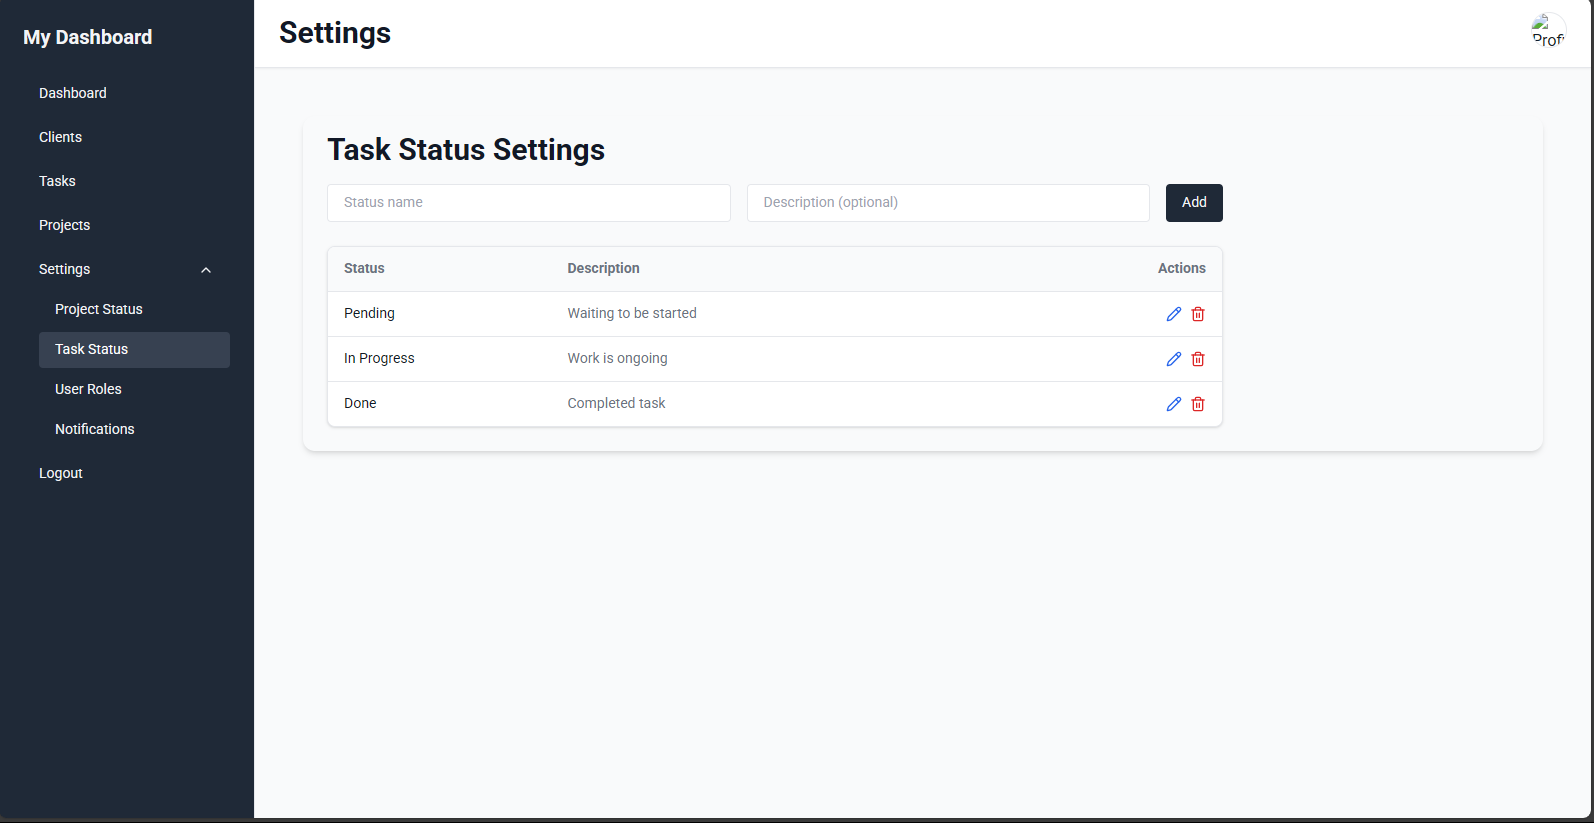 My Dashboard
Dashboard
Clients
Tasks
Projects
Settings
Project Status
Task Status
User Roles
Notifications
Logout
Settings
Prof
Task Status Settings
Status name Description (optional) Add
Status Description Actions
Pending Waiting to be started
In Progress Work is ongoing
Done Completed task